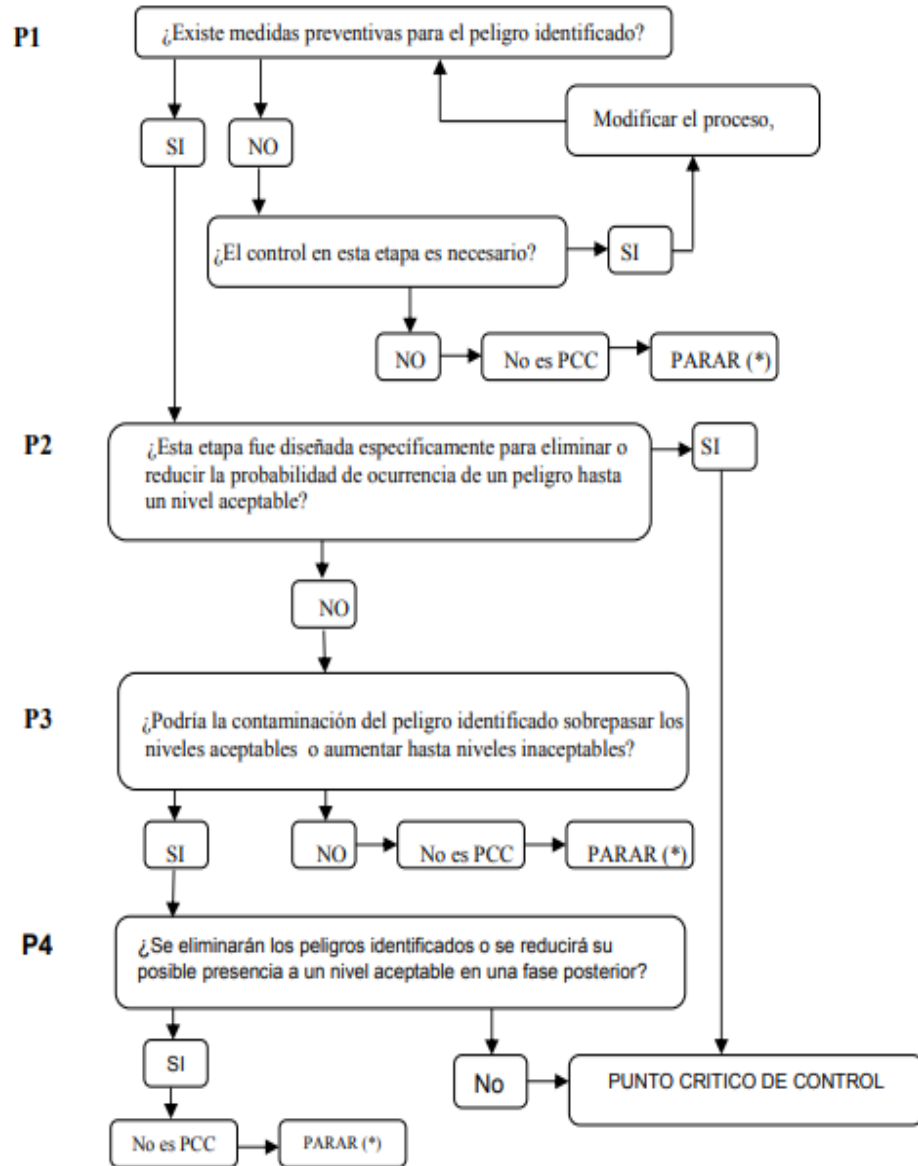 P1
¿Existe medidas preventivas para el peligro identificado?
Modificar el proceso,
SI
NO
¿El control en esta etapa es necesario?
SI
NO
No es PCC
PARAR (*)
P2
¿Esta etapa fue diseñada específicamente para eliminar o
reducir la probabilidad de ocurrencia de un peligro hasta
un nivel aceptable?
SI
NO
P3
¿Podría la contaminación del peligro identificado sobrepasar los
niveles aceptables o aumentar hasta niveles inaceptables?
SI
NO
No es PCC
PARAR (*)
P4
¿Se eliminarán los peligros identificados o se reducirá su
posible presencia a un nivel aceptable en una fase posterior?
SI
No
PUNTO CRITICO DE CONTROL
No es PCC
PARAR (*)